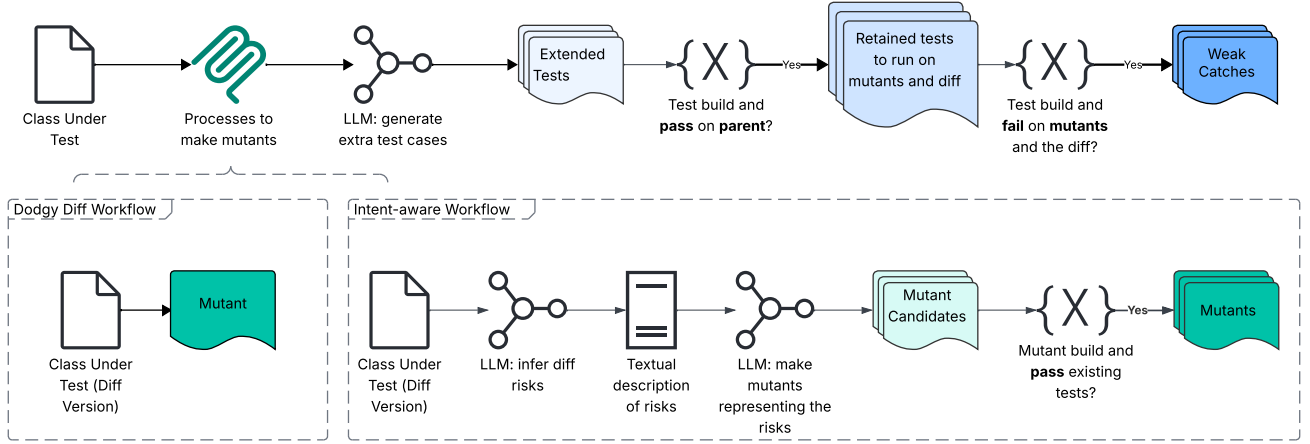 Class Under
Test
Processes to
make mutants
LLM: generate
extra test cases
Extended
Tests
{X}
Test build and
pass on parent?
Yes
Retained tests
to run on
mutants and diff
{X}
Test build and
fail on mutants
and the diff?
Yes
Weak
Catches
Dodgy Diff Workflow
Class Under
Test (Diff
Version)
Mutant
Intent-aware Workflow
Class Under
Test (Diff
Version)
LLM: infer diff
risks
Textual
description
of risks
LLM: make
mutants
representing the
risks
Mutant
Candidates
{X}
Mutant build and
pass existing
tests?
Yes
Mutants